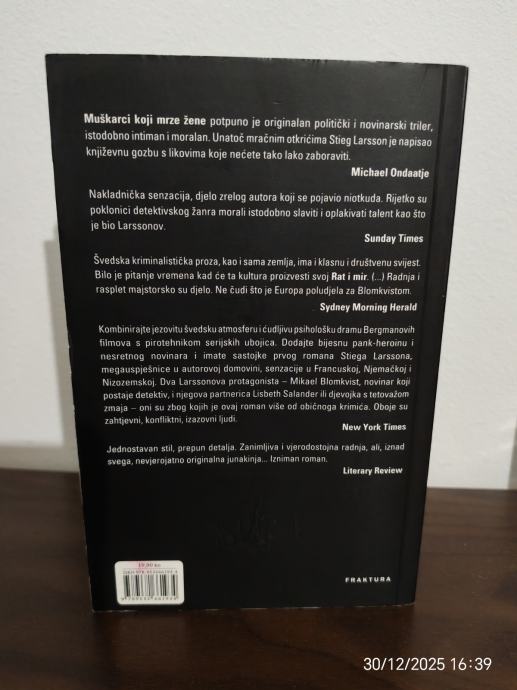 Muškarci koji mrze žene potpuno je originalan politički i novinarski triler,
istodobno intiman i moralan. Unatoč mračnim otkrićima Stieg Larsson je napisao
književnu gozbu s likovima koje nećete tako lako zaboraviti.
Michael Ondaatje
Nakladnička senzacija, djelo zrelog autora koji se pojavio niotkuda. Rijetko su
poklonici detektivskog žanra morali istodobno slaviti i oplakivati talent kao što
je bio Larssonov.
Sunday Times
Švedska kriminalistička proza, kao i sama zemlja, ima i klasnu i društvenu svijest.
Bilo je pitanje vremena kad će ta kultura proizvesti svoj Rat i mir. (...) Radnja i
rasplet majstorsko su djelo. Ne čudi što je Europa poludjela za Blomkvistom.
Sydney Morning Herald
Kombinirajte jezovitu švedsku atmosferu i ćudljivu psihološku dramu Bergmanovih
filmova s pirotehnikom serijskih ubojica. Dodajte bijesnu pank-heroinu i
nesretnog novinara i imate sastojke prvog romana Stiega Larssona,
megauspješnice u autorovoj domovini, senzacije u Francuskoj, Njemačkoj i
Nizozemskoj. Dva Larssonova protagonista – Mikael Blomkvist, novinar koji
postaje detektiv, i njegova partnerica Lisbeth Salander ili djevojka s tetovažom
zmaja – oni su zbog kojih je ovaj roman više od običnoga krimića. Oboje su
zahtjevni, konfliktni, izazovni ljudi.
New York Times
Jednostavan stil, prepun detalja. Zanimljiva i vjerodostojna radnja, ali, iznad
svega, nevjerojatno originalna junakinja... Izniman roman.
Literary Review
FRAKTURA
30/12/2025 16:39